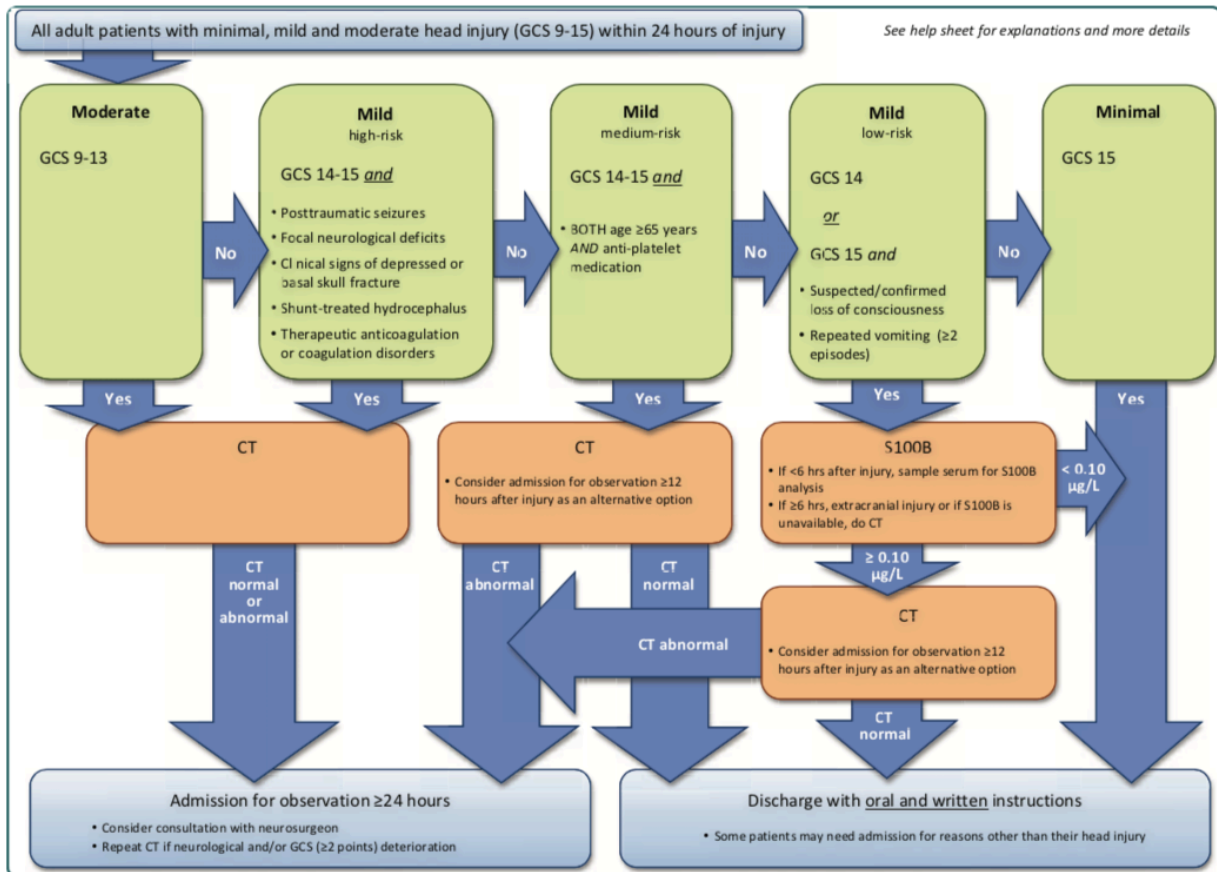 All adult patients with minimal, mild and moderate head injury (GCS 9-15) within 24 hours of injury
See help sheet for explanations and more details
Moderate
GCS 9-13
No
Mild
high-risk
GCS 14-15 and
• Posttraumatic seizures
• Focal neurological deficits
• Cl nical signs of depressed or
basal skull fracture
• Shunt-treated hydrocephalus
• Therapeutic anticoagulation
or coagulation disorders
No
Mild
medium-risk
GCS 14-15 and
• BOTH age ≥65 years
AND anti-platelet
medication
No
Mild
low-risk
GCS 14
or
GCS 15 and
• Suspected/confirmed
loss of consciousness
• Repeated vomiting (≥2
episodes)
No
Minimal
GCS 15
Yes
Yes
Yes
Yes
Yes
CT
CT
• Consider admission for observation ≥12
hours after injury as an alternative option
S100B
• If <6 hrs after injury, sample serum for S100B
analysis
• If ≥6 hrs, extracranial injury or if S100B is
unavailable, do CT
< 0.10
μg/L
≥ 0.10
μg/L
CT
normal
or
abnormal
CT
abnormal
CT
normal
CT abnormal
CT
• Consider admission for observation ≥12
hours after injury as an alternative option
CT
normal
Admission for observation ≥24 hours
• Consider consultation with neurosurgeon
• Repeat CT if neurological and/or GCS (≥2 points) deterioration
Discharge with oral and written instructions
• Some patients may need admission for reasons other than their head injury